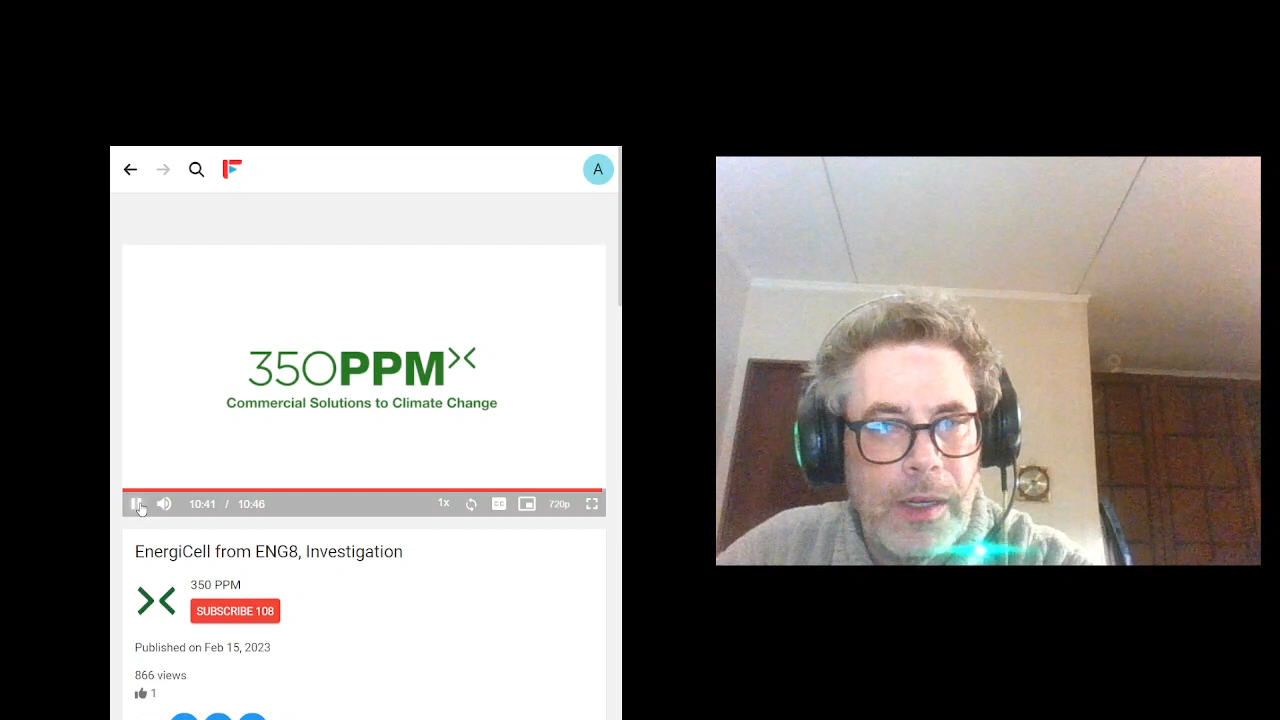 A
350PPM
Commercial Solutions to Climate Change
10:41 / 10:46
1x
CC
720p
EnergiCell from ENG8, Investigation
350 PPM
SUBSCRIBE 108
Published on Feb 15, 2023
866 views
1